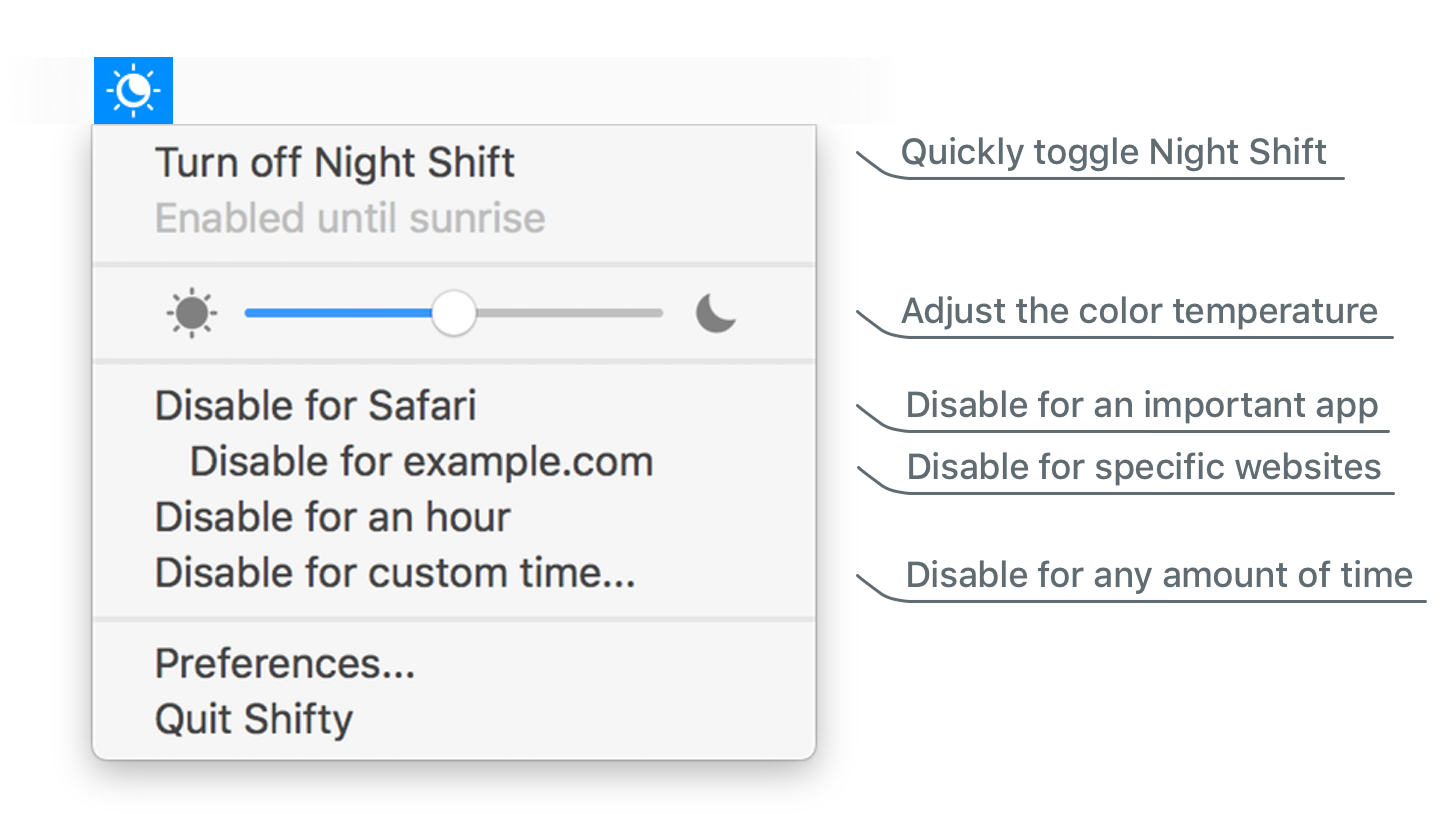 Turn off Night Shift
Quickly toggle Night Shift
Enabled until sunrise
Adjust the color temperature
Disable for Safari
Disable for an important app
Disable for example.com
Disable for specific websites
Disable for an hour
Disable for custom time...
Disable for any amount of time
Preferences...
Quit Shifty